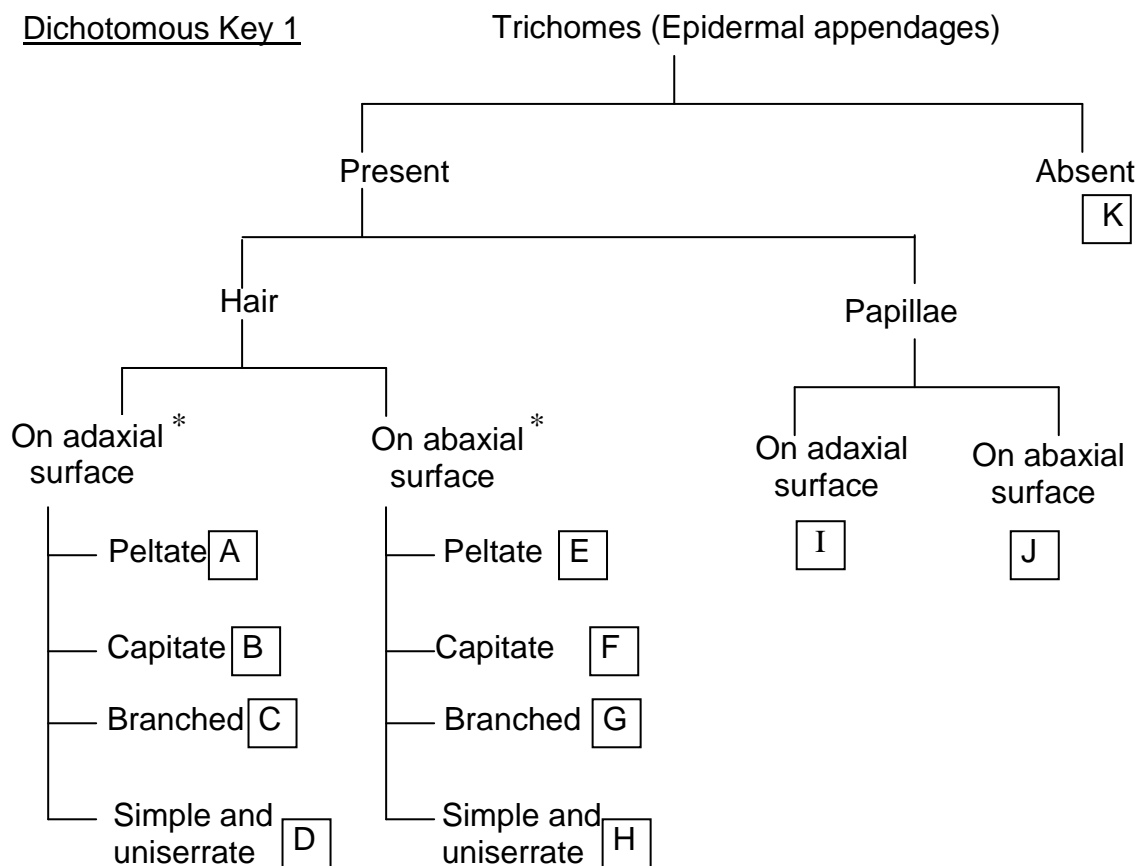 Dichotomous Key 1
Trichomes (Epidermal appendages)
Present
Absent
K
Hair
Papillae
On adaxial *
surface
On abaxial *
surface
On adaxial
surface
On abaxial
surface
I
J
Peltate A
Peltate E
Capitate B
Capitate F
Branched C
Branched G
Simple and
uniserrate D
Simple and
uniserrate H